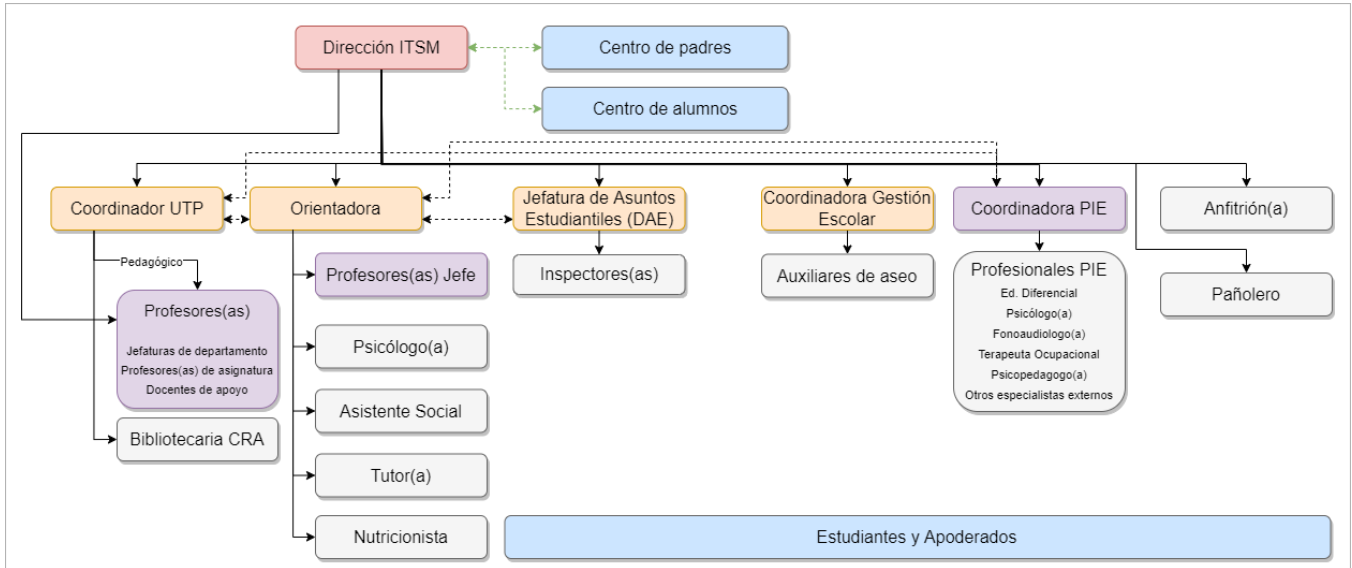 Dirección ITSM
Centro de padres
Centro de alumnos
Coordinador UTP
Orientadora
Jefatura de Asuntos
Estudiantiles (DAE)
Coordinadora Gestión
Escolar
Coordinadora PIE
Anfitrión(a)
Pedagógico
Profesores(as)
Jefaturas de departamento
Profesores(as) de asignatura
Docentes de apoyo
Bibliotecaria CRA
Profesores(as) Jefe
Psicólogo(a)
Asistente Social
Tutor(a)
Nutricionista
Inspectores(as)
Auxiliares de aseo
Profesionales PIE
Ed. Diferencial
Psicólogo(a)
Fonoaudiologo(a)
Terapeuta Ocupacional
Psicopedagogo(a)
Otros especialistas externos
Pañolero
Estudiantes y Apoderados